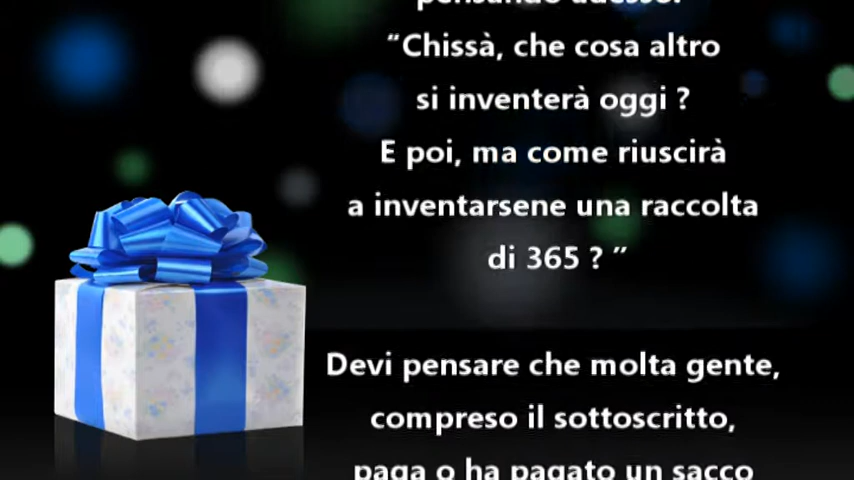 pensando adesso.
“Chissà, che cosa altro
si inventerà oggi ?
E poi, ma come riuscirà
a inventarsene una raccolta
di 365 ? ”
Devi pensare che molta gente,
compreso il sottoscritto,
paga o ha pagato un sacco